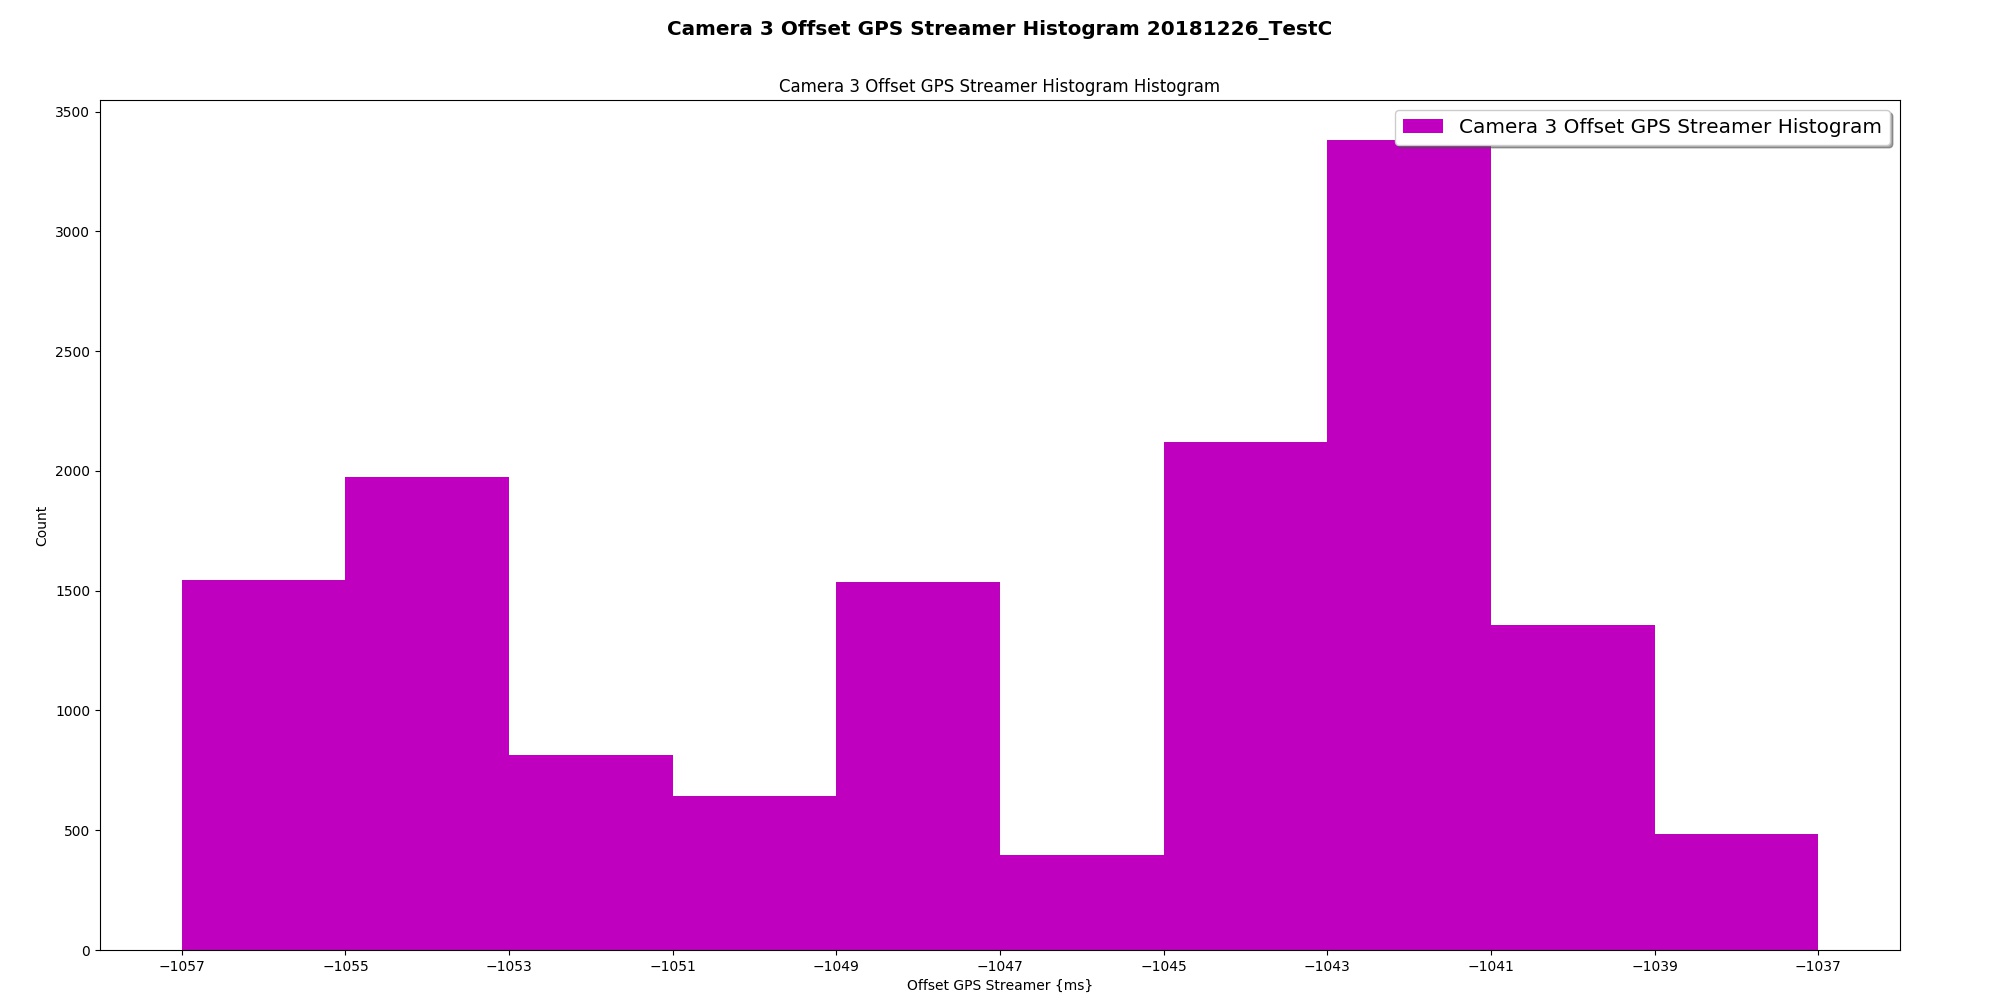 Camera 3 Offset GPS Streamer Histogram 20181226_TestC
Camera 3 Offset GPS Streamer Histogram Histogram
Camera 3 Offset GPS Streamer Histogram
3500
3000
2500
2000
1500
1000
500
0
Count
−1057 −1055 −1053 −1051 −1049 −1047 −1045 −1043 −1041 −1039 −1037
Offset GPS Streamer {ms}